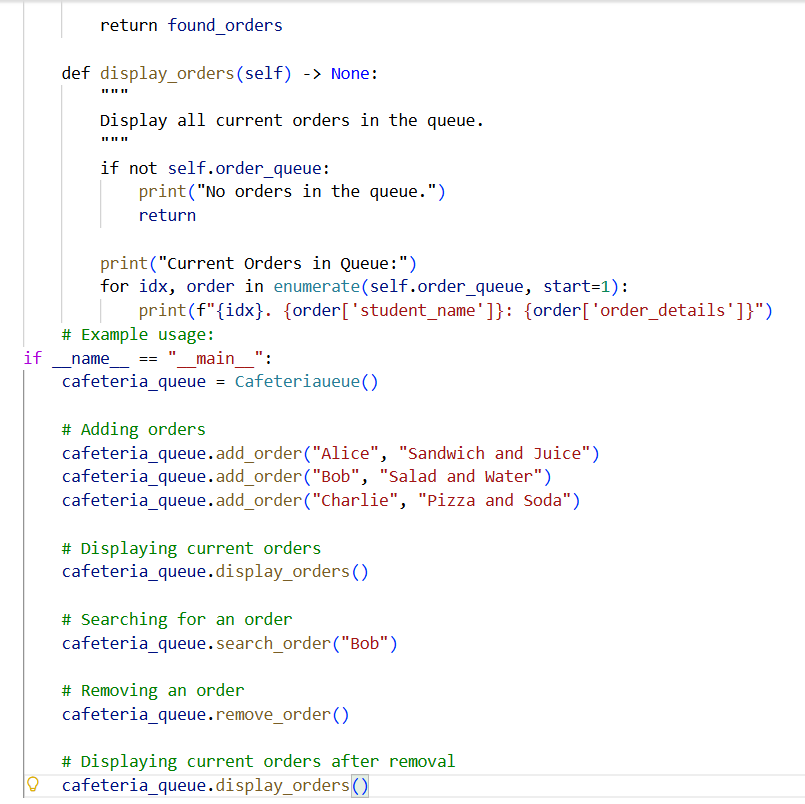 return found_orders
def display_orders(self) -> None:
"""
Display all current orders in the queue.
"""
if not self.order_queue:
print("No orders in the queue.")
return
print("Current Orders in Queue:")
for idx, order in enumerate(self.order_queue, start=1):
print(f"{idx}. {order['student_name']}: {order['order_details']}")
# Example usage:
if __name__ == "__main__":
cafeteria_queue = Cafeteriaueue()
# Adding orders
cafeteria_queue.add_order("Alice", "Sandwich and Juice")
cafeteria_queue.add_order("Bob", "Salad and Water")
cafeteria_queue.add_order("Charlie", "Pizza and Soda")
# Displaying current orders
cafeteria_queue.display_orders()
# Searching for an order
cafeteria_queue.search_order("Bob")
# Removing an order
cafeteria_queue.remove_order()
# Displaying current orders after removal
cafeteria_queue.display_orders()